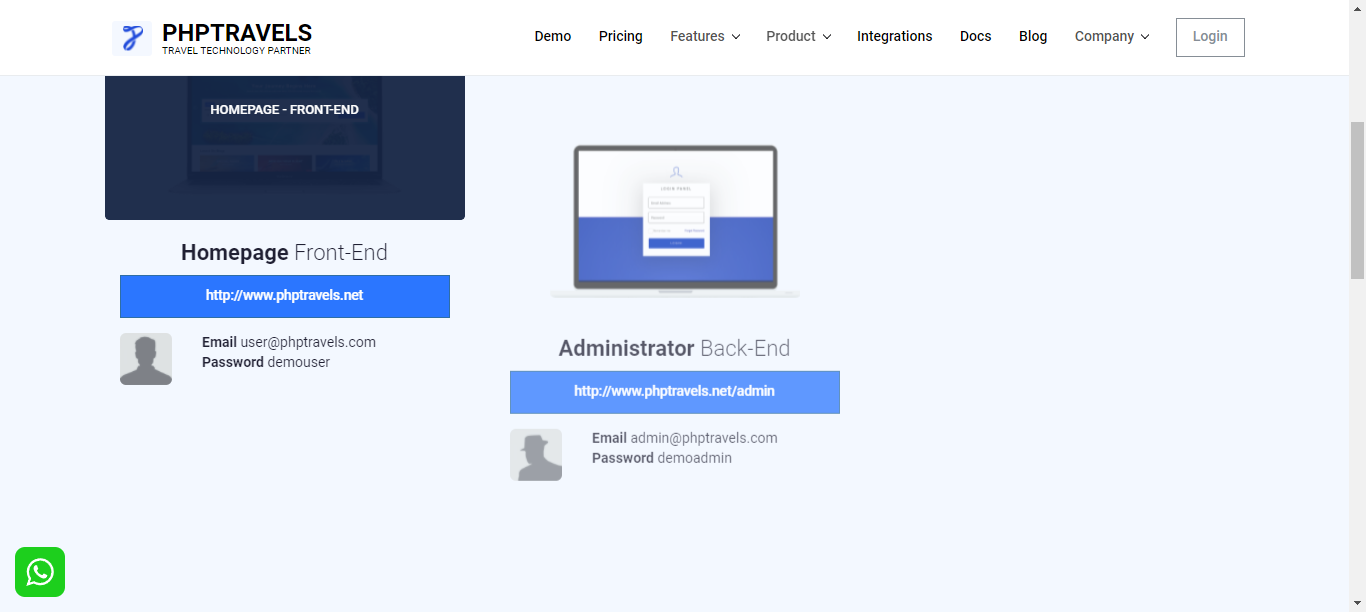 PHPTRAVELS
TRAVEL TECHNOLOGY PARTNER
Demo Pricing Features Product Integrations Docs Blog Company Login
HOMEPAGE - FRONT-END
Homepage Front-End
http://www.phptravels.net
Email user@phptravels.com
Password demouser
LOGIN PANEL
Administrator Back-End
http://www.phptravels.net/admin
Email admin@phptravels.com
Password demoadmin